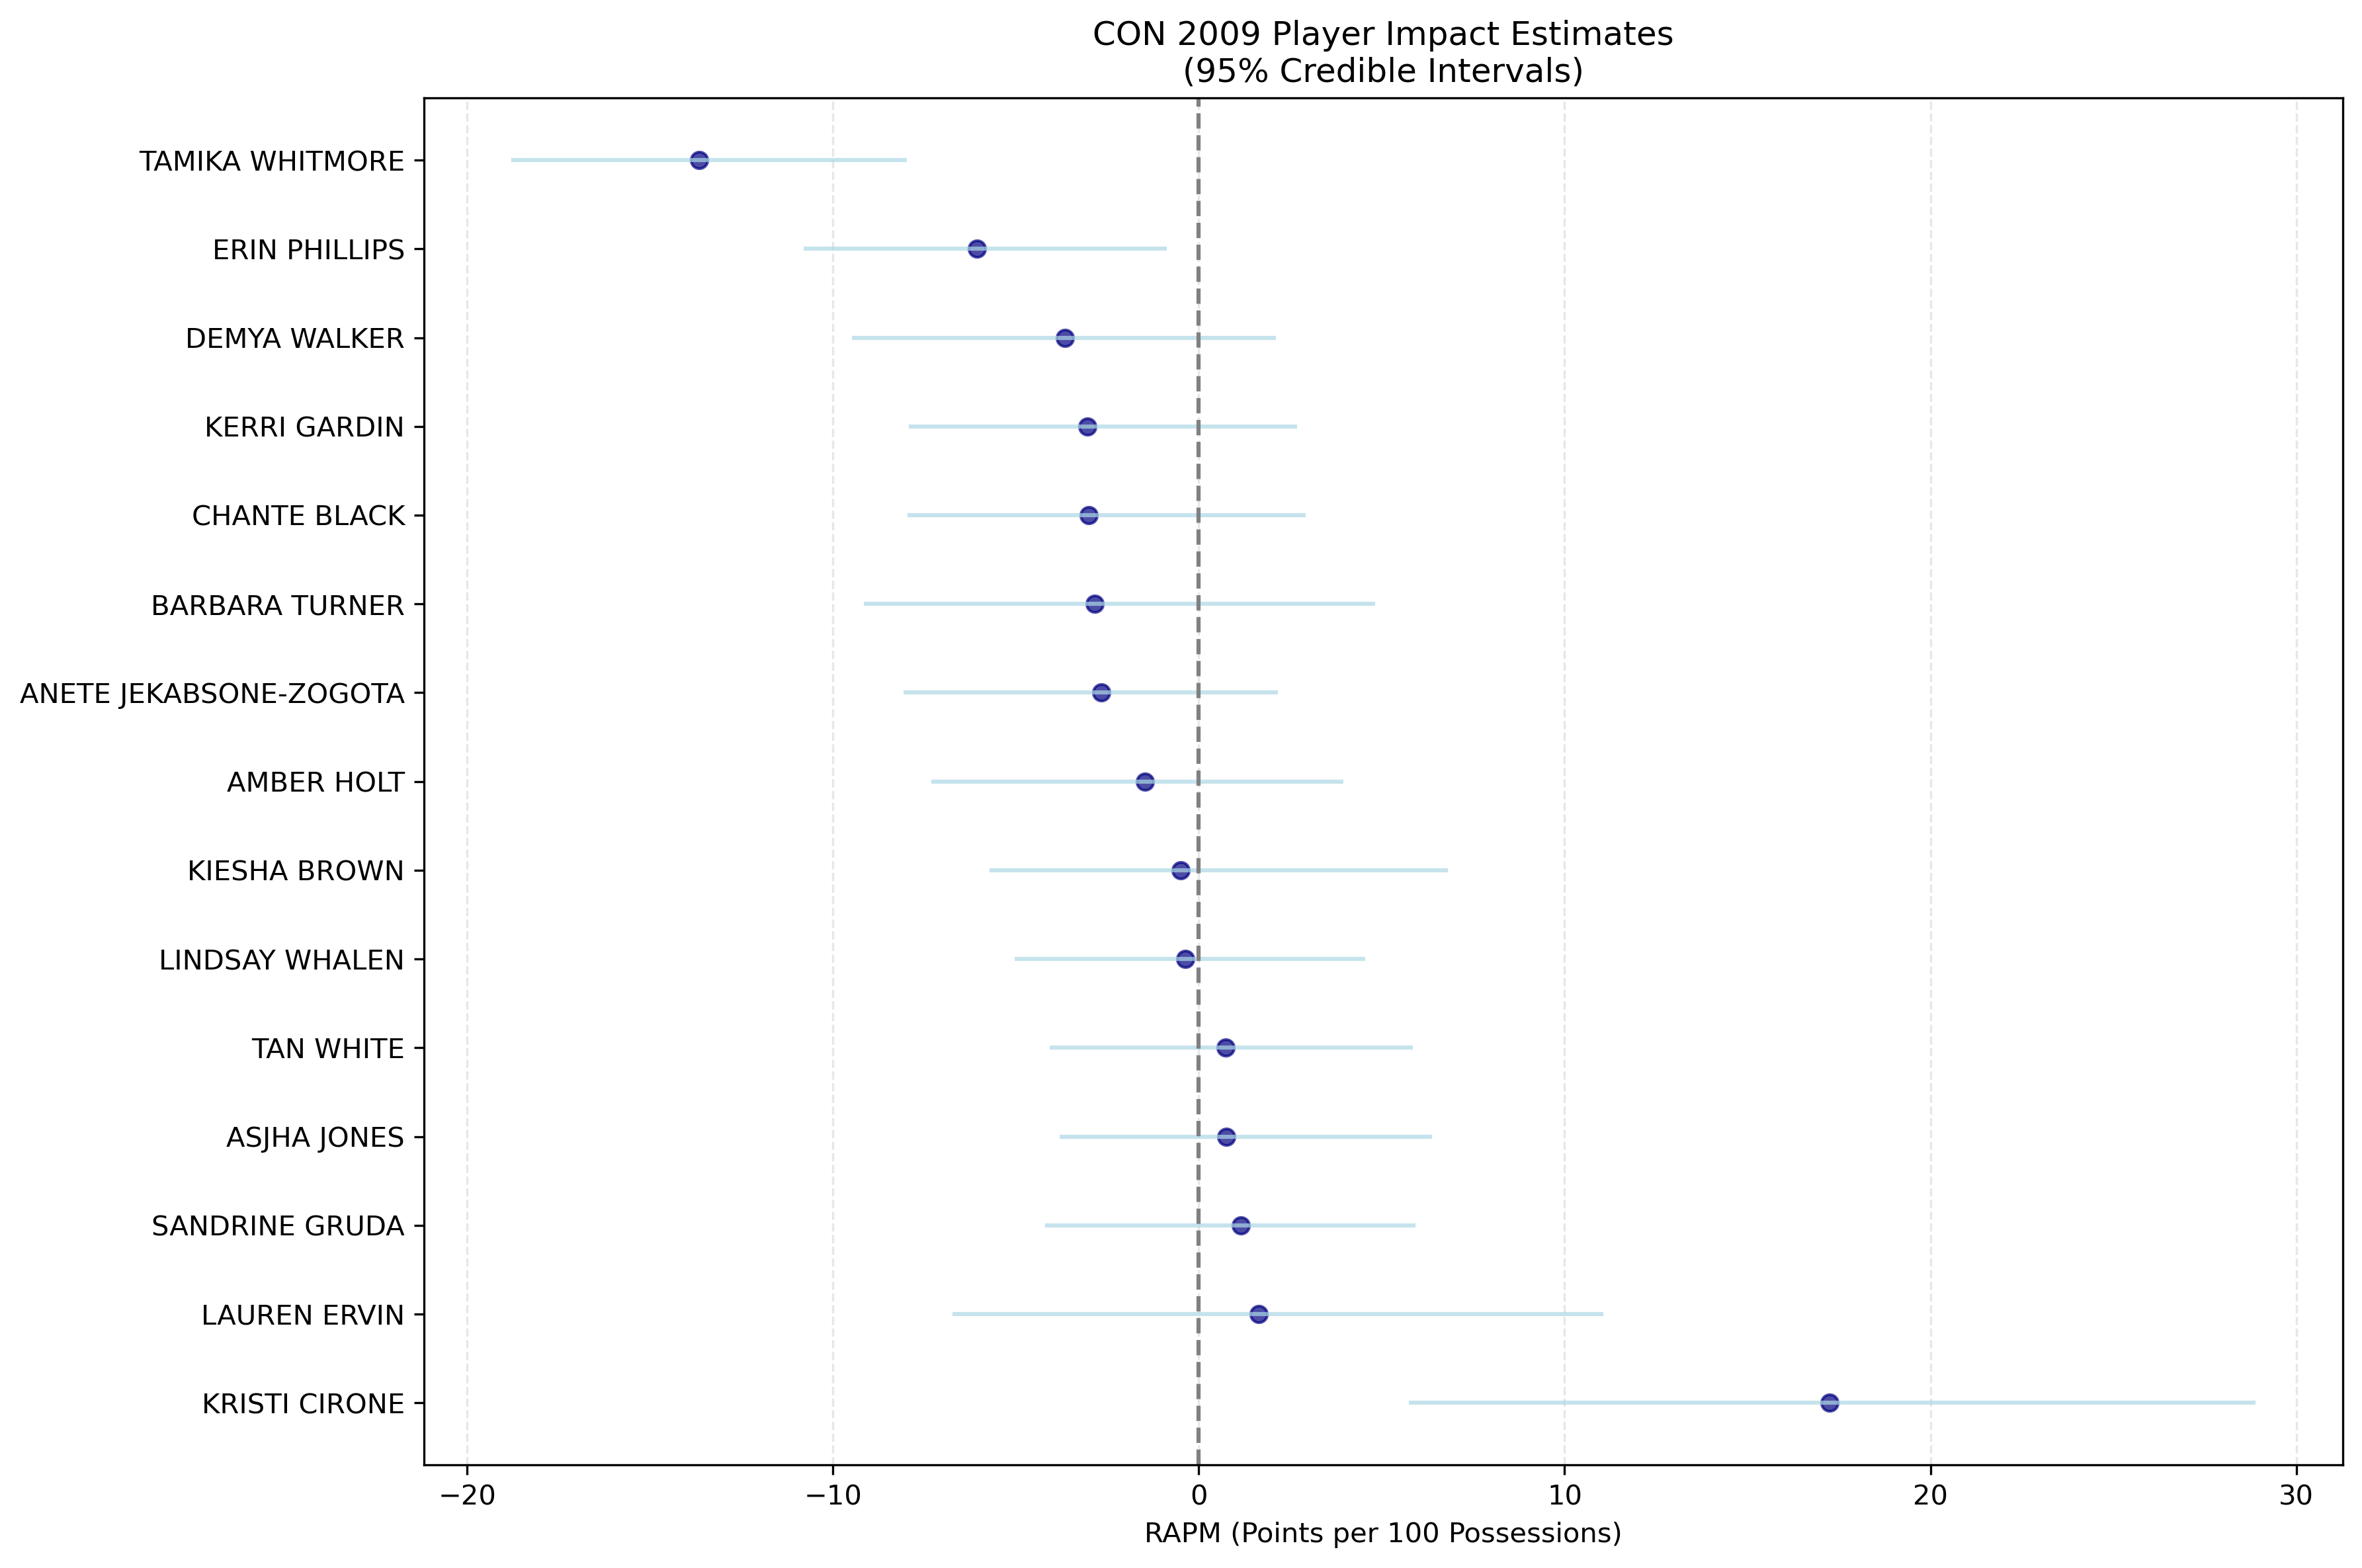 CON 2009 Player Impact Estimates
(95% Credible Intervals)
TAMIKA WHITMORE
ERIN PHILLIPS
DEMYA WALKER
KERRI GARDIN
CHANTE BLACK
BARBARA TURNER
ANETE JEKABSONE-ZOGOTA
AMBER HOLT
KIESHA BROWN
LINDSAY WHALEN
TAN WHITE
ASJHA JONES
SANDRINE GRUDA
LAUREN ERVIN
KRISTI CIRONE
−20 −10 0 10 20 30
RAPM (Points per 100 Possessions)